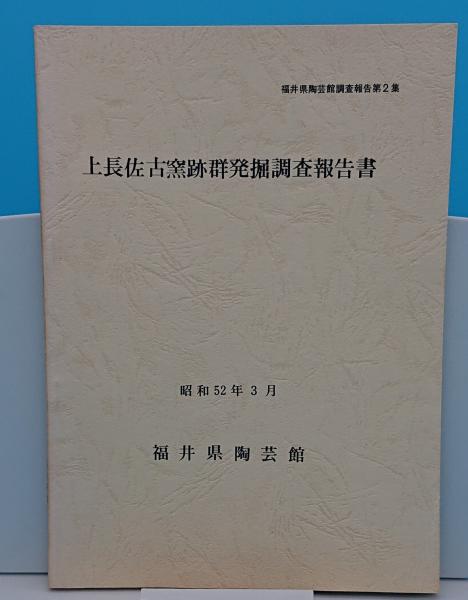 福井県陶芸館調査報告第2集
上長佐古窯跡群発掘調査報告書
昭和52年3月
福井県陶芸館